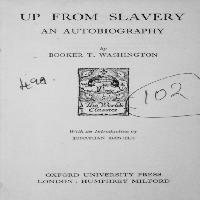 UP FROM SLAVERY
AN AUTOBIOGRAPHY
by
BOOKER T. WASHINGTON
102
The World's
Classics
With an Introduction by
JONATHAN
OXFORD UNIVERSITY PRESS
LONDON: HUMPHREY MILFORD